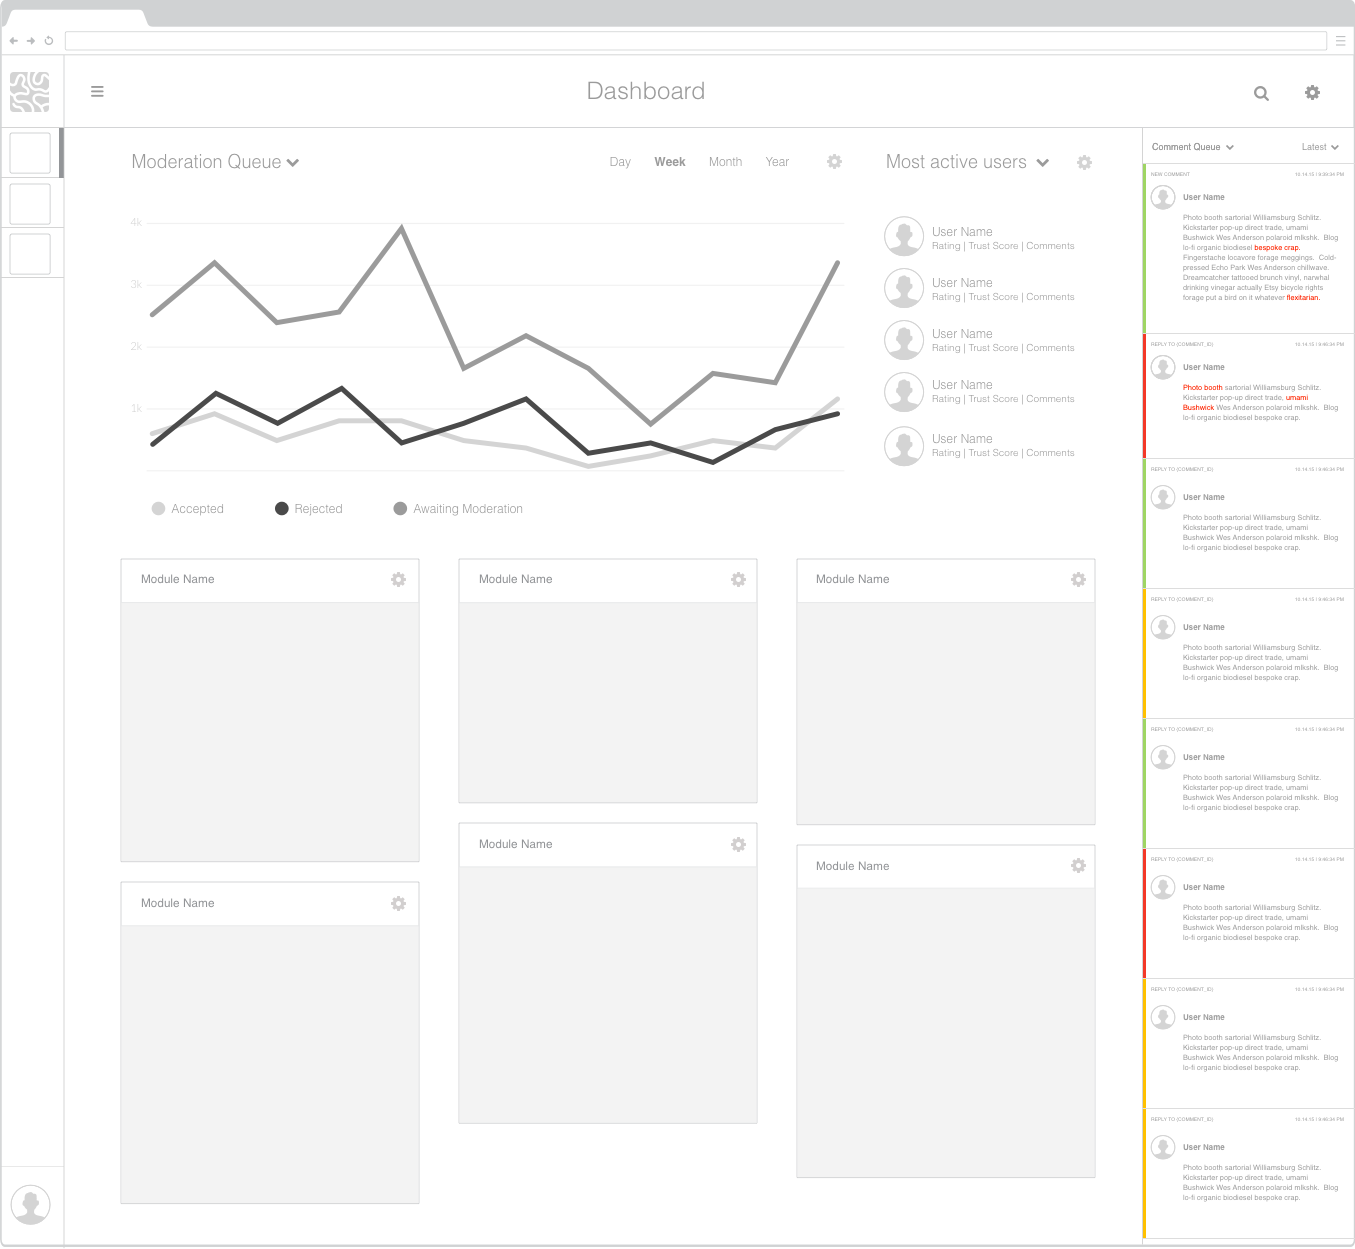 Dashboard
Moderation Queue
Day Week Month Year
4k
3k
2k
1k
Accepted Rejected Awaiting Moderation
Most active users
User Name
Rating | Trust Score | Comments
User Name
Rating | Trust Score | Comments
User Name
Rating | Trust Score | Comments
User Name
Rating | Trust Score | Comments
User Name
Rating | Trust Score | Comments
Module Name
Module Name
Module Name
Module Name
Module Name
Module Name
Comment Queue Latest
NEW COMMENT 10.14.15 / 9:39:34 PM
User Name
Photo booth sartorial Williamsburg Schlitz.
Kickstarter pop-up direct trade, umami
Bushwick Wes Anderson polaroid mlkshk. Blog
lo-fi organic biodiesel bespoke crap.
Fingerstache locavore forage meggings. Cold-
pressed Echo Park Wes Anderson chillwave.
Dreamcatcher tattooed brunch vinyl, narwhal
drinking vinegar actually Etsy bicycle rights
forage put a bird on it whatever flexitarian.
REPLY TO {COMMENT_ID} 10.14.15 / 9:46:34 PM
User Name
Photo booth sartorial Williamsburg Schlitz.
Kickstarter pop-up direct trade, umami
Bushwick Wes Anderson polaroid mlkshk. Blog
lo-fi organic biodiesel bespoke crap.
REPLY TO {COMMENT_ID} 10.14.15 / 9:46:34 PM
User Name
Photo booth sartorial Williamsburg Schlitz.
Kickstarter pop-up direct trade, umami
Bushwick Wes Anderson polaroid mlkshk. Blog
lo-fi organic biodiesel bespoke crap.
REPLY TO {COMMENT_ID} 10.14.15 / 9:46:34 PM
User Name
Photo booth sartorial Williamsburg Schlitz.
Kickstarter pop-up direct trade, umami
Bushwick Wes Anderson polaroid mlkshk. Blog
lo-fi organic biodiesel bespoke crap.
REPLY TO {COMMENT_ID} 10.14.15 / 9:46:34 PM
User Name
Photo booth sartorial Williamsburg Schlitz.
Kickstarter pop-up direct trade, umami
Bushwick Wes Anderson polaroid mlkshk. Blog
lo-fi organic biodiesel bespoke crap.
REPLY TO {COMMENT_ID} 10.14.15 / 9:46:34 PM
User Name
Photo booth sartorial Williamsburg Schlitz.
Kickstarter pop-up direct trade, umami
Bushwick Wes Anderson polaroid mlkshk. Blog
lo-fi organic biodiesel bespoke crap.
REPLY TO {COMMENT_ID} 10.14.15 / 9:46:34 PM
User Name
Photo booth sartorial Williamsburg Schlitz.
Kickstarter pop-up direct trade, umami
Bushwick Wes Anderson polaroid mlkshk. Blog
lo-fi organic biodiesel bespoke crap.
REPLY TO {COMMENT_ID} 10.14.15 / 9:46:34 PM
User Name
Photo booth sartorial Williamsburg Schlitz.
Kickstarter pop-up direct trade, umami
Bushwick Wes Anderson polaroid mlkshk. Blog
lo-fi organic biodiesel bespoke crap.